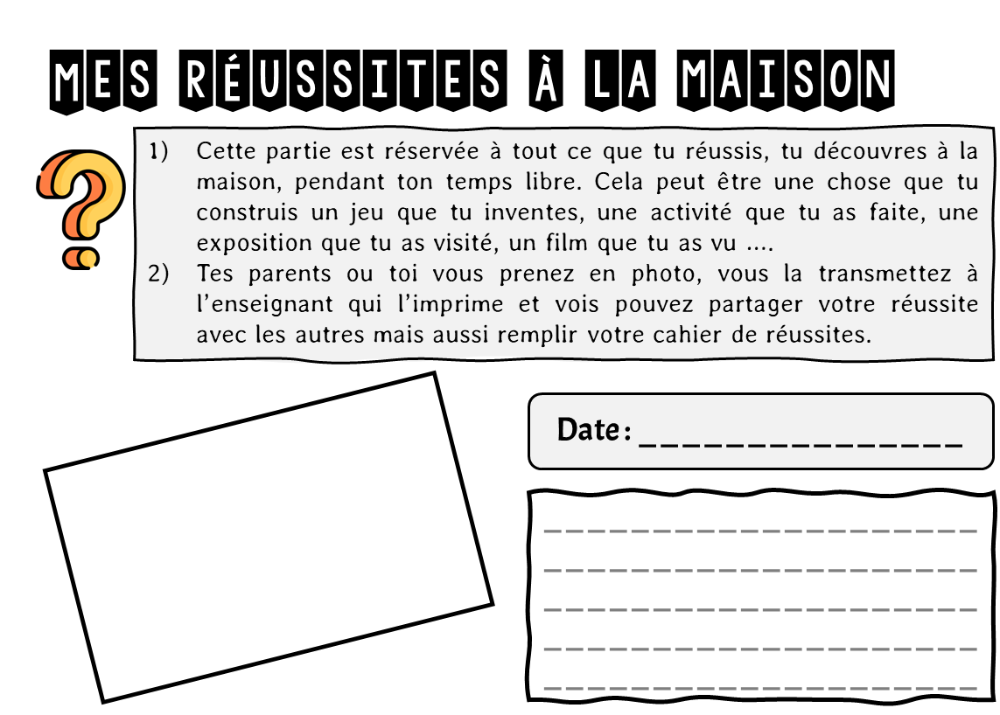 MES RÉUSSITES À LA MAISON
1) Cette partie est réservée à tout ce que tu réussis, tu découvres à la
maison, pendant ton temps libre. Cela peut être une chose que tu
construis un jeu que tu inventes, une activité que tu as faite, une
exposition que tu as visité, un film que tu as vu ....
2) Tes parents ou toi vous prenez en photo, vous la transmettez à
l'enseignant qui l'imprime et vois pouvez partager votre réussite
avec les autres mais aussi remplir votre cahier de réussites.
Date : _______________